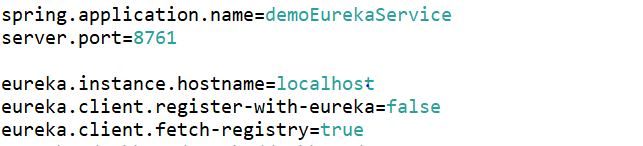 spring.application.name=demoEurekaService
server.port=8761
eureka.instance.hostname=localhost
eureka.client.register-with-eureka=false
eureka.client.fetch-registry=true